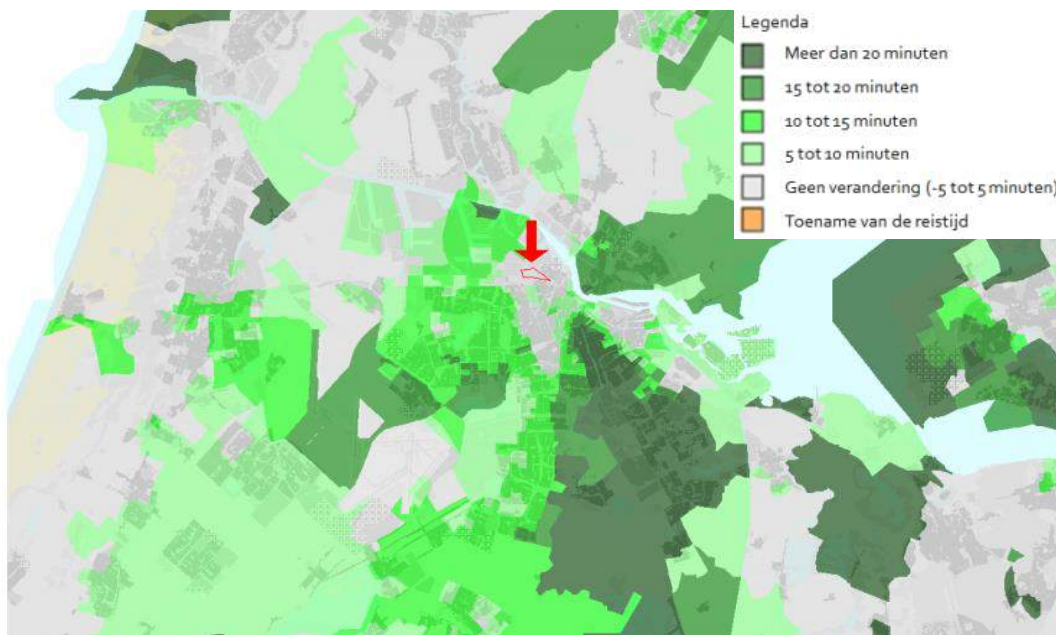 Legenda
Meer dan 20 minuten
15 tot 20 minuten
10 tot 15 minuten
5 tot 10 minuten
Geen verandering (-5 tot 5 minuten)
Toename van de reistijd